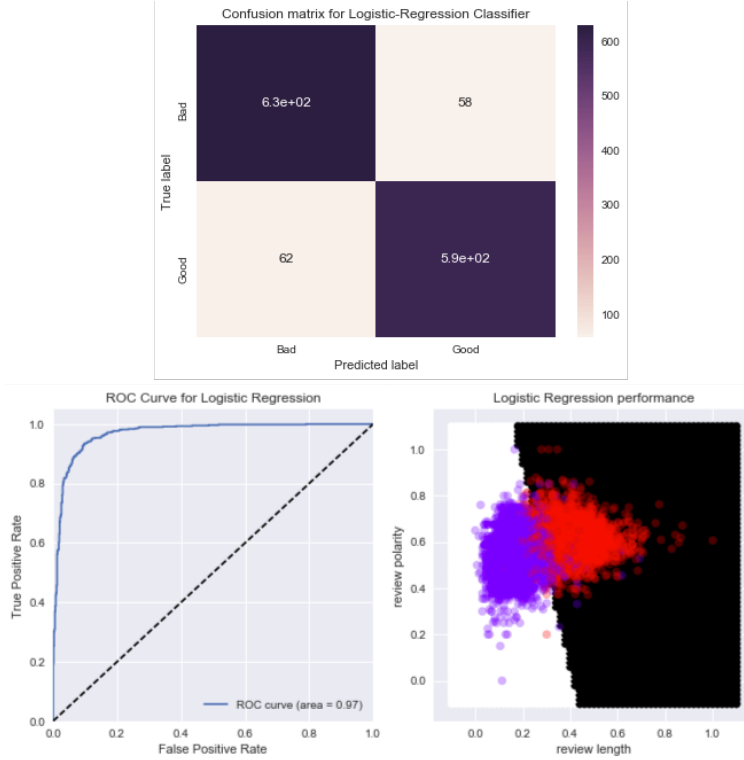 Confusion matrix for Logistic-Regression Classifier
Bad
Good
True label
6.3e+02
58
62
5.9e+02
Bad
Good
Predicted label
600
500
400
300
200
100
ROC Curve for Logistic Regression
True Positive Rate
1.0
0.8
0.6
0.4
0.2
0.0
ROC curve (area = 0.97)
0.0
0.2
0.4
0.6
0.8
1.0
False Positive Rate
Logistic Regression performance
review polarity
1.0
0.8
0.6
0.4
0.2
0.0
0.0
0.2
0.4
0.6
0.8
1.0
review length